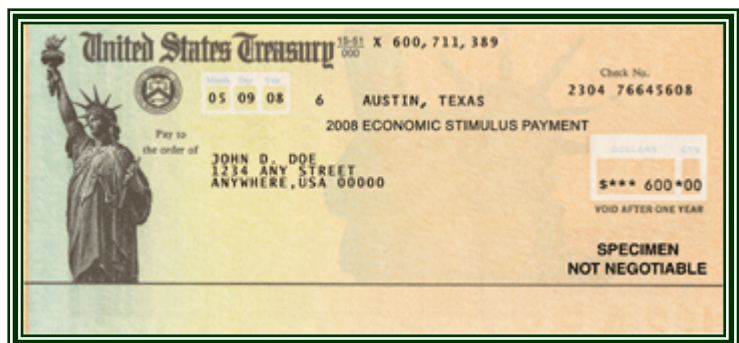 United States Treasury 15-51 000 X 600,711,389
Check No.
Month Day Year
05 09 08 6 AUSTIN, TEXAS 2304 76645608
2008 ECONOMIC STIMULUS PAYMENT
Pay to
the order of
JOHN D. DOE
1234 ANY STREET
ANYWHERE,USA 00000
DOLLARS CTS
$*** 600*00
VOID AFTER ONE YEAR
SPECIMEN
NOT NEGOTIABLE